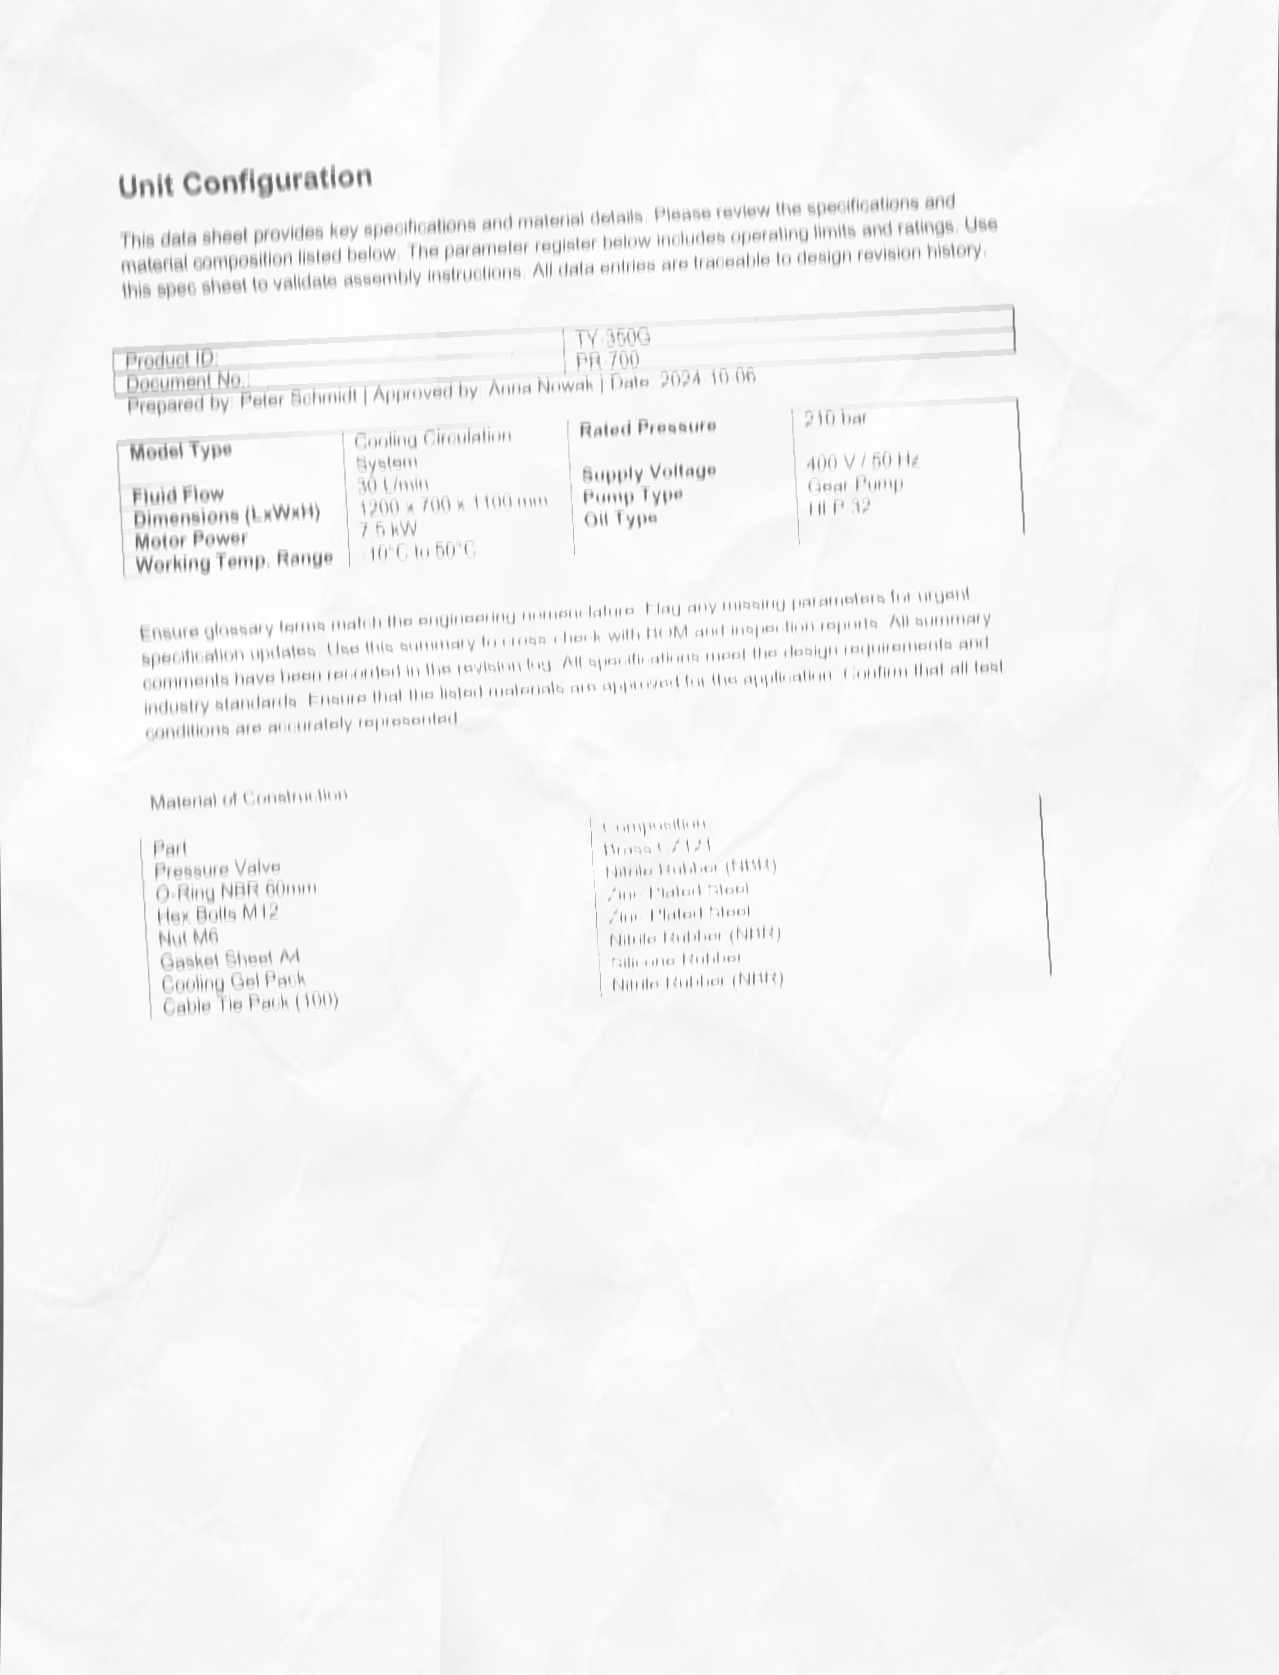 Unit Configuration
This data sheet provides key specifications and material details. Please review the specifications and
material composition listed below. The parameter register below includes operating limits and ratings. Use
this spec sheet to validate assembly instructions. All data entries are traceable to design revision history.
Product ID: TY-350G
Document No.: PR-700
Prepared by: Peter Schmidt | Approved by: Anna Nowak | Date: 2024-10-06
Model Type Cooling Circulation System Rated Pressure 210 bar
Fluid Flow 30 L/min Supply Voltage 400 V / 50 Hz
Dimensions (LxWxH) 1200 x 700 x 1100 mm Pump Type Gear Pump
Motor Power 7.5 kW Oil Type HLP 32
Working Temp. Range -10°C to 50°C
Ensure glossary terms match the engineering nomenclature. Flag any missing parameters for urgent
specification updates. Use this summary to cross-check with BOM and inspection reports. All summary
comments have been recorded in the revision log. All specifications meet the design requirements and
industry standards. Ensure that the listed materials are approved for the application. Confirm that all test
conditions are accurately represented.
Material of Construction
Part Composition
Pressure Valve Brass CZ121
O-Ring NBR 60mm Nitrile Rubber (NBR)
Hex Bolts M12 Zinc Plated Steel
Nut M6 Zinc Plated Steel
Gasket Sheet A4 Nitrile Rubber (NBR)
Cooling Gel Pack Silicone Rubber
Cable Tie Pack (100) Nitrile Rubber (NBR)